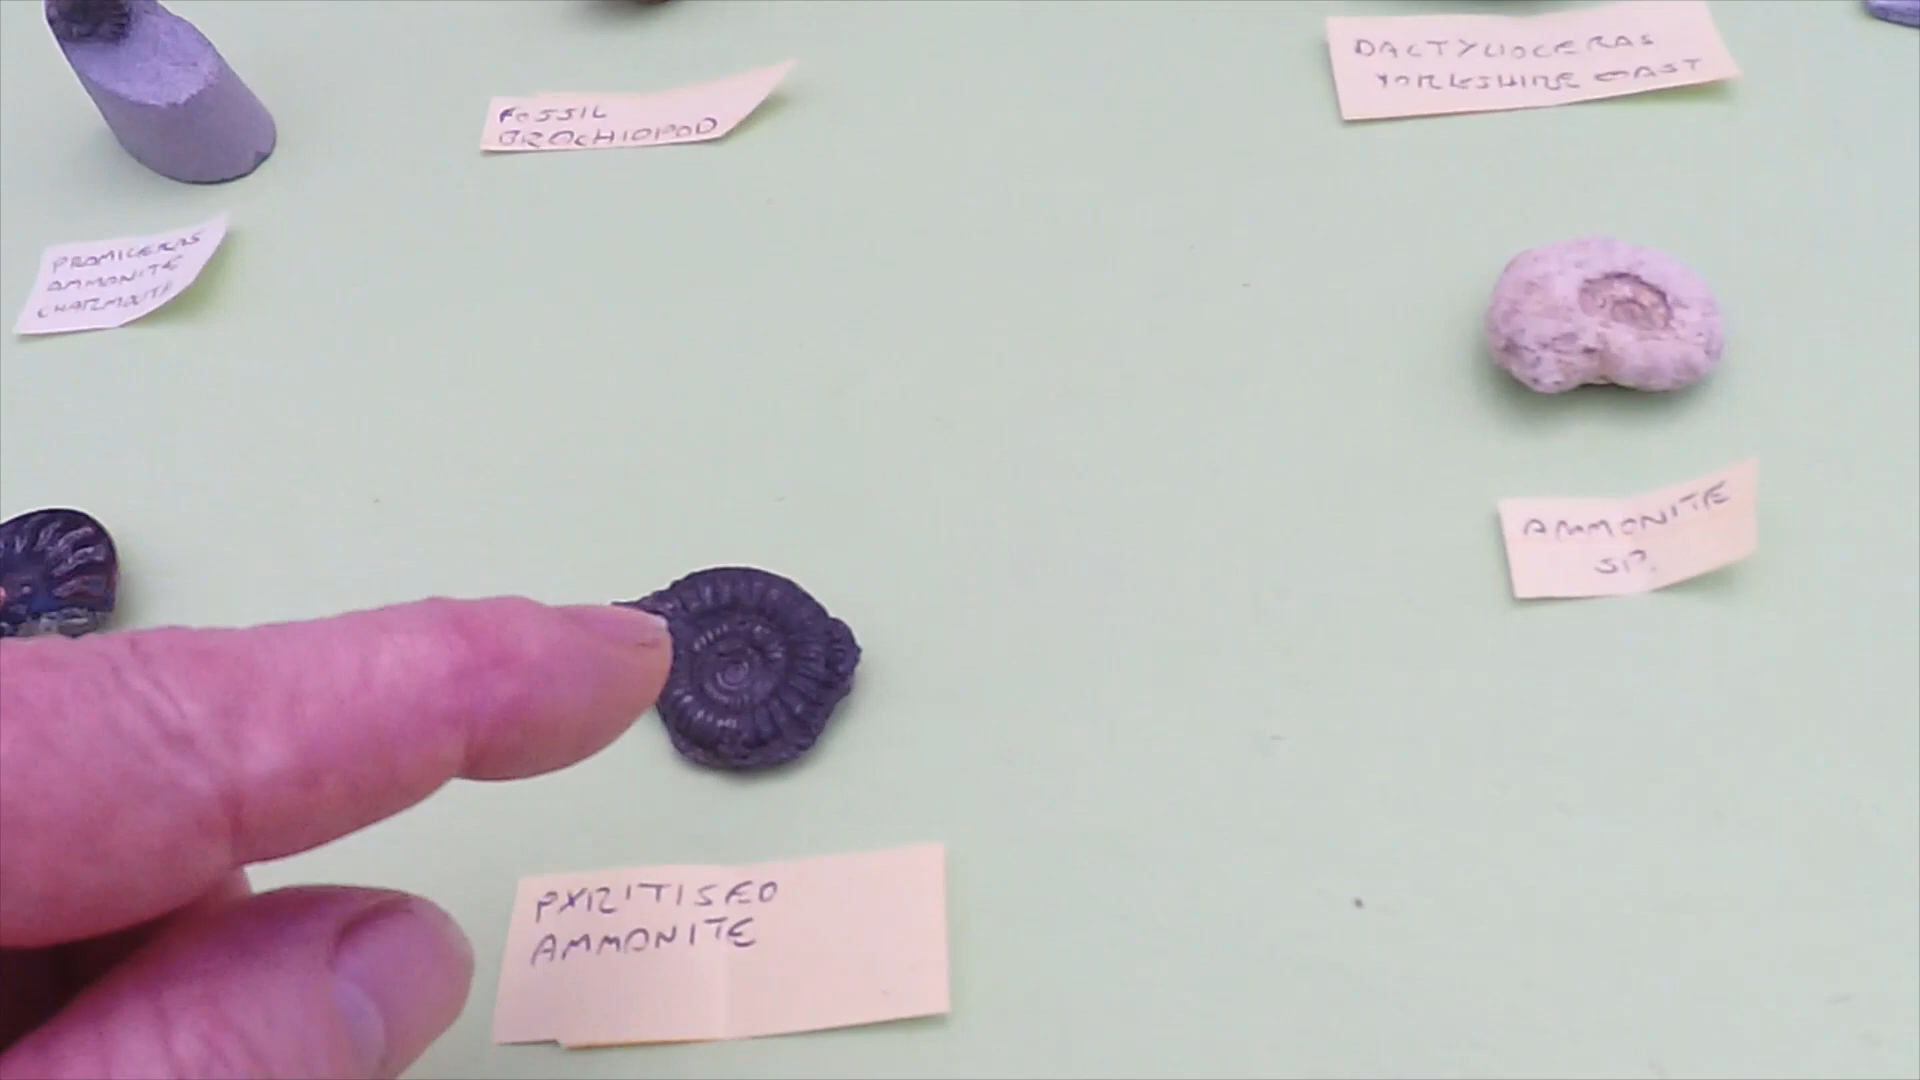 FOSSIL
BROCHIOPOD
DACTYLIOCERAS
YORKSHIRE COAST
PROMICERAS
AMMONITE
CHARMOUTH
AMMONITE
SP.
PYRITISED
AMMONITE